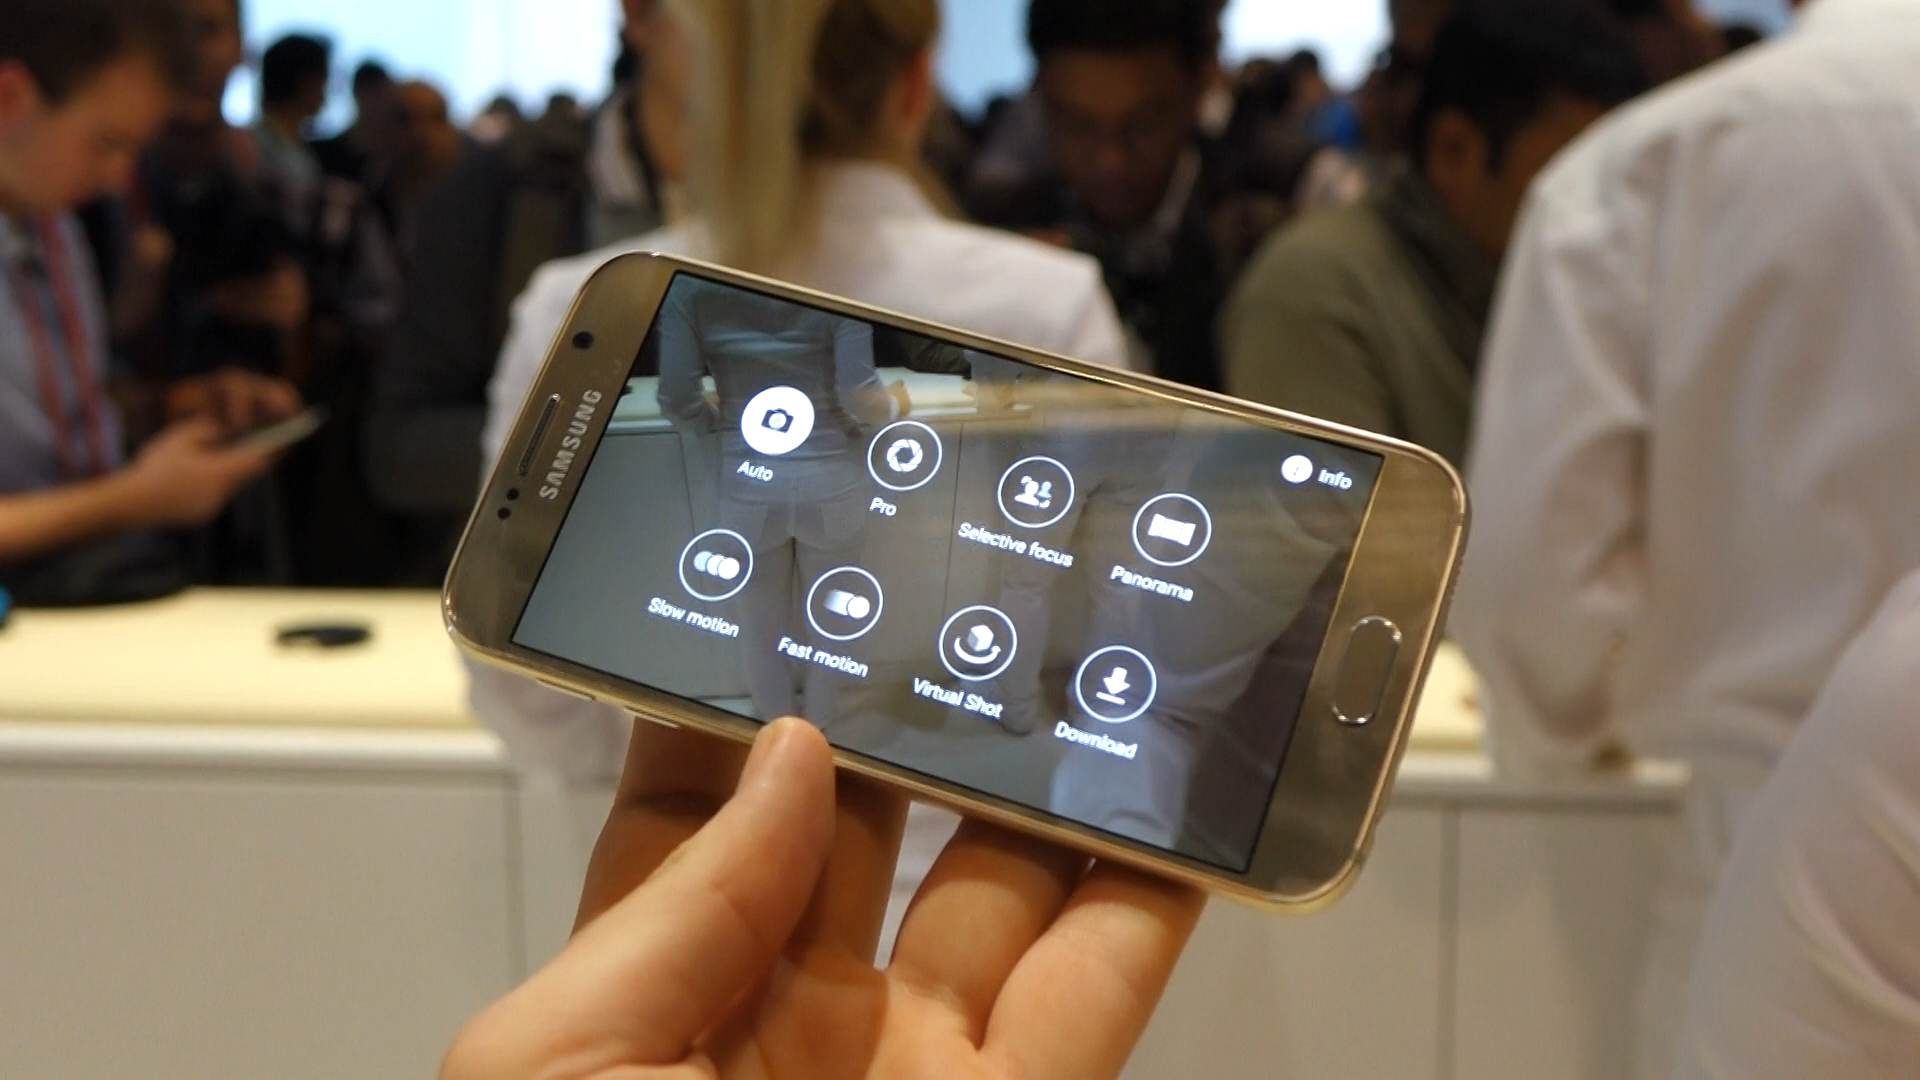 SAMSUNG
Auto
Pro
Selective focus
Panorama
Info
Slow motion
Fast motion
Virtual Shot
Download